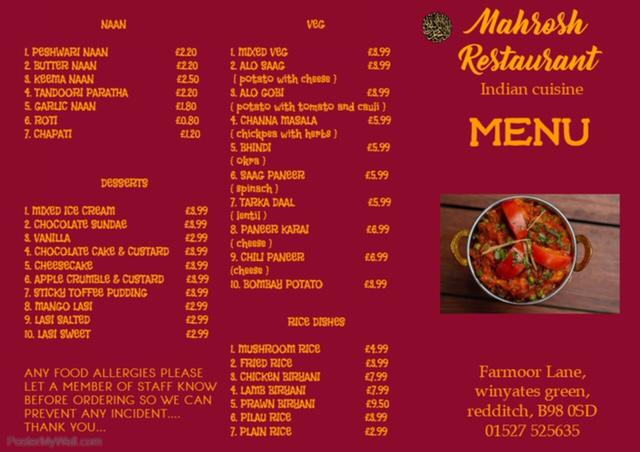 NAAN
1. PESHWARI NAAN £2.20
2. BUTTER NAAN £2.20
3. KEEMA NAAN £2.50
4. TANDOORI PARATHA £2.20
5. GARLIC NAAN £1.80
6. ROTI £0.80
7. CHAPATI £1.20
DESSERTS
1. MIXED ICE CREAM £3.99
2. CHOCOLATE SUNDAE £3.99
3. VANILLA £2.99
4. CHOCOLATE CAKE & CUSTARD £3.99
5. CHEESECAKE £3.99
6. APPLE CRUMBLE & CUSTARD £3.99
7. STICKY TOFFEE PUDDING £3.99
8. MANGO LASI £2.99
9. LASI SALTED £2.99
10. LASI SWEET £2.99
ANY FOOD ALLERGIES PLEASE
LET A MEMBER OF STAFF KNOW
BEFORE ORDERING SO WE CAN
PREVENT ANY INCIDENT....
THANK YOU...
PosterMyWall.com
VEG
1. MIXED VEG £3.99
2. ALO SAAG £3.99
( potato with cheese )
3. ALO GOBI £3.99
( potato with tomato and cauli )
4. CHANNA MASALA £5.99
( chickpea with herbs )
5. BHINDI £5.99
( okra )
6. SAAG PANEER £5.99
( spinach )
7. TARKA DAAL £5.99
( lentil )
8. PANEER KARAI £6.99
( cheese )
9. CHILI PANEER £6.99
(cheese )
10. BOMBAY POTATO £3.99
RICE DISHES
1. MUSHROOM RICE £4.99
2. FRIED RICE £3.99
3. CHICKEN BIRYANI £7.99
4. LAMB BIRYANI £7.99
5. PRAWN BIRYANI £9.50
6. PILAU RICE £3.99
7. PLAIN RICE £2.99
Mahrosh
Restaurant
Indian cuisine
MENU
Farmoor Lane,
winyates green,
redditch, B98 0SD
01527 525635